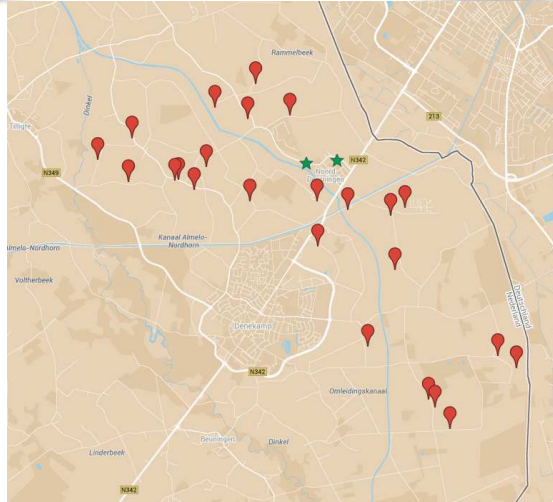 Rammelbeek
Dinkel
213
Tilligte
N349
N342
Noord
Deurningen
Kanaal Almelo-
Nordhorn
Almelo-Nordhorn
Voltherbeek
Deutschland
Nederland
Denekamp
N342
Omleidingskanaal
Beuningen
Dinkel
Linderbeek
N342